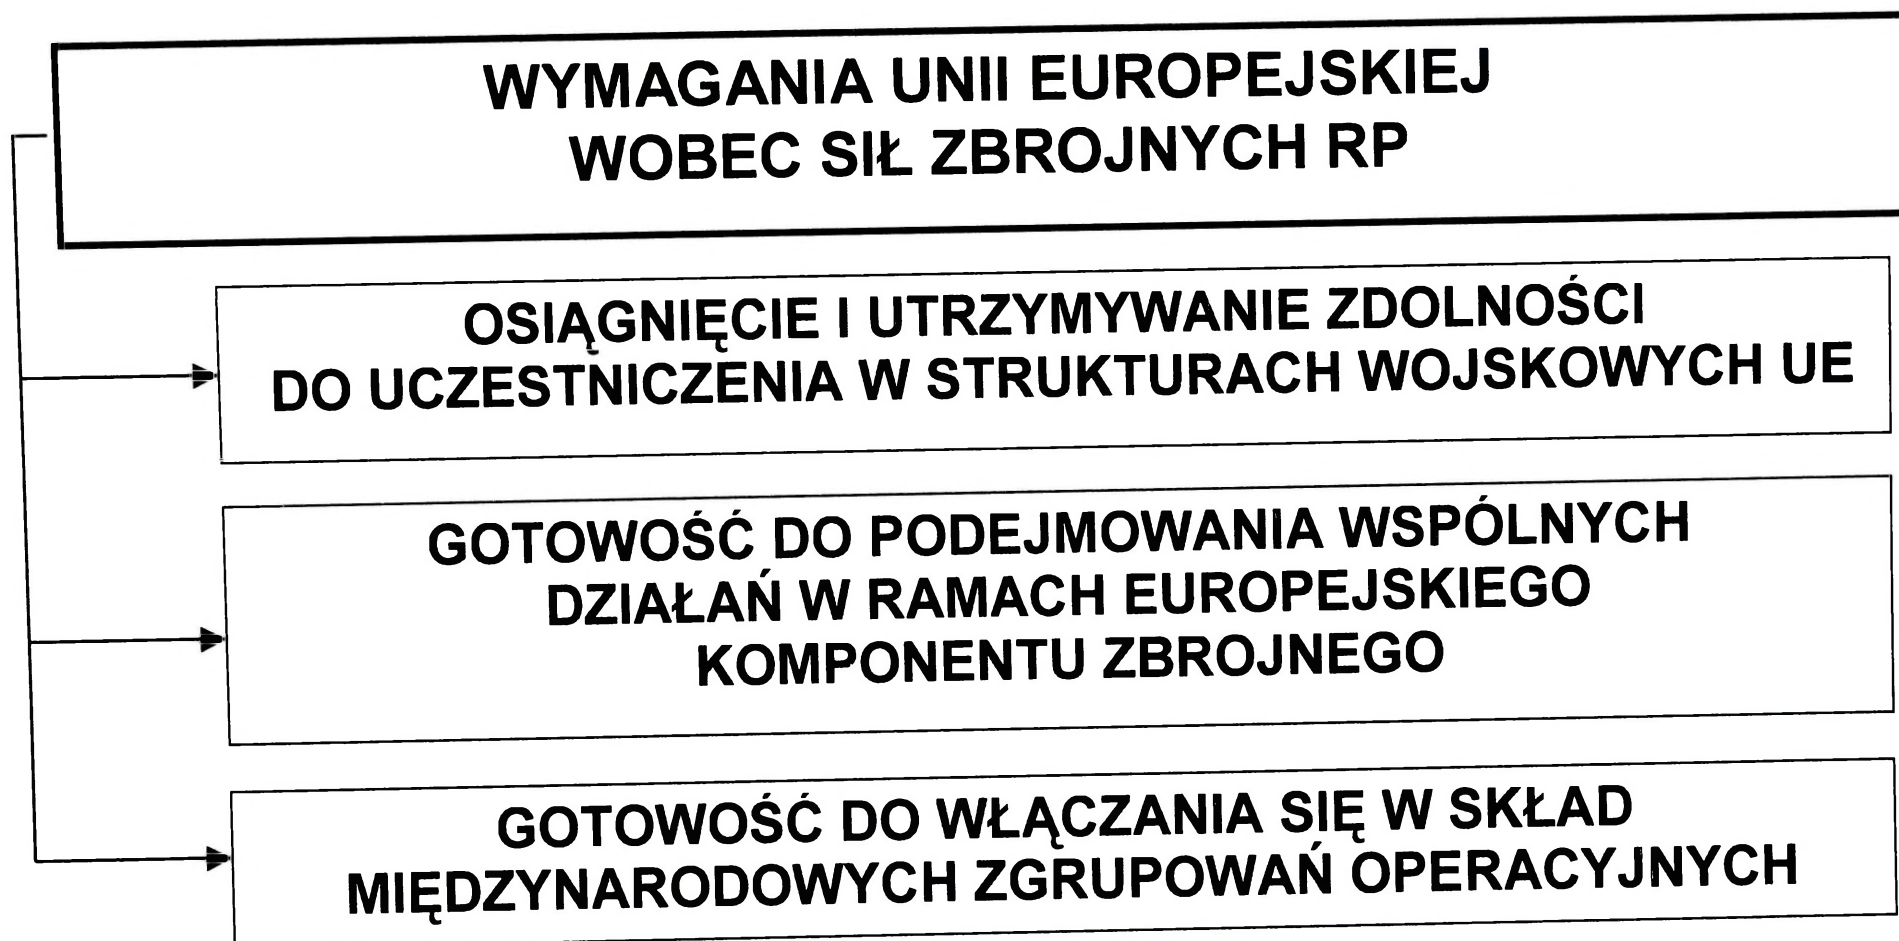 WYMAGANIA UNII EUROPEJSKIEJ
WOBEC SIŁ ZBROJNYCH RP
OSIĄGNIĘCIE I UTRZYMYWANIE ZDOLNOŚCI
DO UCZESTNICZENIA W STRUKTURACH WOJSKOWYCH UE
GOTOWOŚĆ DO PODEJMOWANIA WSPÓLNYCH
DZIAŁAŃ W RAMACH EUROPEJSKIEGO
KOMPONENTU ZBROJNEGO
GOTOWOŚĆ DO WŁĄCZANIA SIĘ W SKŁAD
MIĘDZYNARODOWYCH ZGRUPOWAŃ OPERACYJNYCH